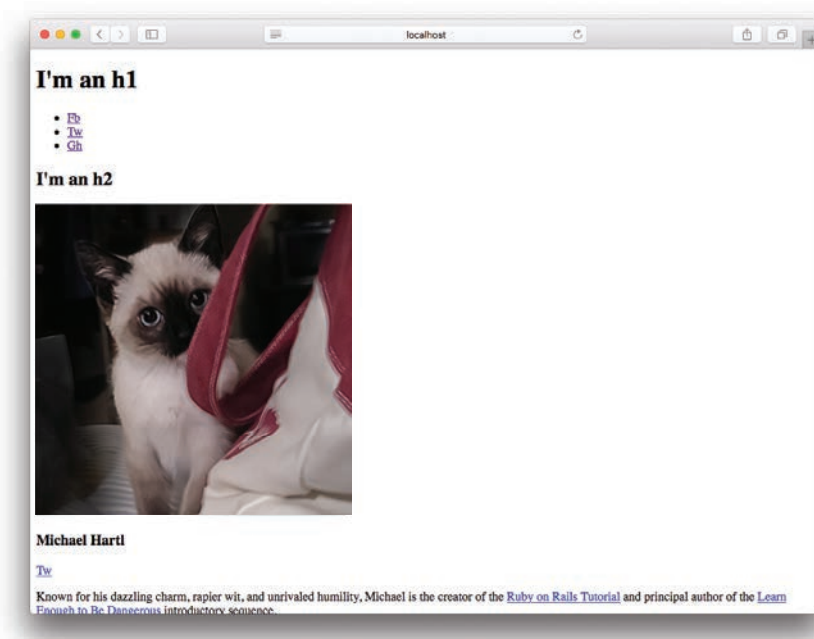 localhost
I'm an h1
Fb
Tw
Gh
I'm an h2
Michael Hartl
Tw
Known for his dazzling charm, rapier wit, and unrivaled humility, Michael is the creator of the Ruby on Rails Tutorial and principal author of the Learn
Enough to Be Dangerous introductory sequence.